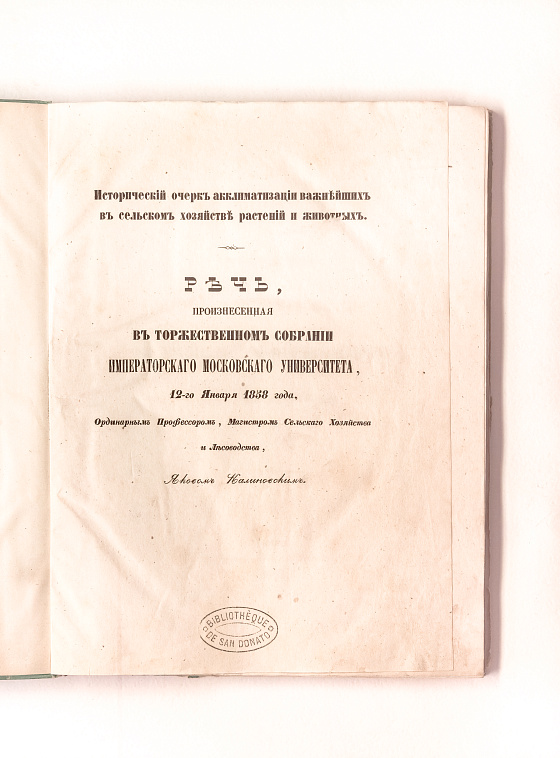 Историческій очеркъ акклиматизаціи важнѣйшихъ
въ сельскомъ хозяйствѣ растеній и животныхъ.
РѢЧЬ,
ПРОИЗНЕСЕННАЯ
ВЪ ТОРЖЕСТВЕННОМЪ СОБРАНІИ
ИМПЕРАТОРСКАГО МОСКОВСКАГО УНИВЕРСИТЕТА,
12-го Января 1858 года,
Ординарнымъ Профессоромъ, Магистромъ Сельскаго Хозяйства
и Лѣсоводства,
Яковомъ Калиновскимъ.
BIBLIOTHÈQUE
DE SAN DONATO